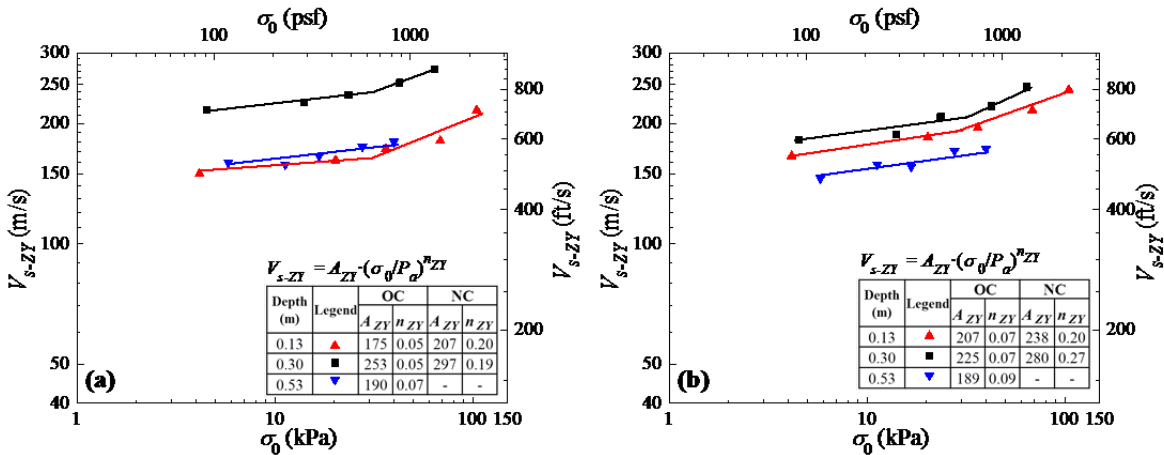 σ0 (psf)
100 1000
300
250
200
150
100
50
40
800
600
400
200
Vs-ZY (m/s)
Vs-ZY (ft/s)
Vs-ZY = AZY·(σ0/Pa)^nZY
Depth (m) Legend OC NC
AZY nZY AZY nZY
0.13 175 0.05 207 0.20
0.30 253 0.05 297 0.19
0.53 190 0.07 - -
(a)
1 10 100 150
σ0 (kPa)
σ0 (psf)
100 1000
300
250
200
150
100
50
40
800
600
400
200
Vs-ZY (m/s)
Vs-ZY (ft/s)
Vs-ZY = AZY·(σ0/Pa)^nZY
Depth (m) Legend OC NC
AZY nZY AZY nZY
0.13 207 0.07 238 0.20
0.30 225 0.07 280 0.27
0.53 189 0.09 - -
(b)
1 10 100 150
σ0 (kPa)